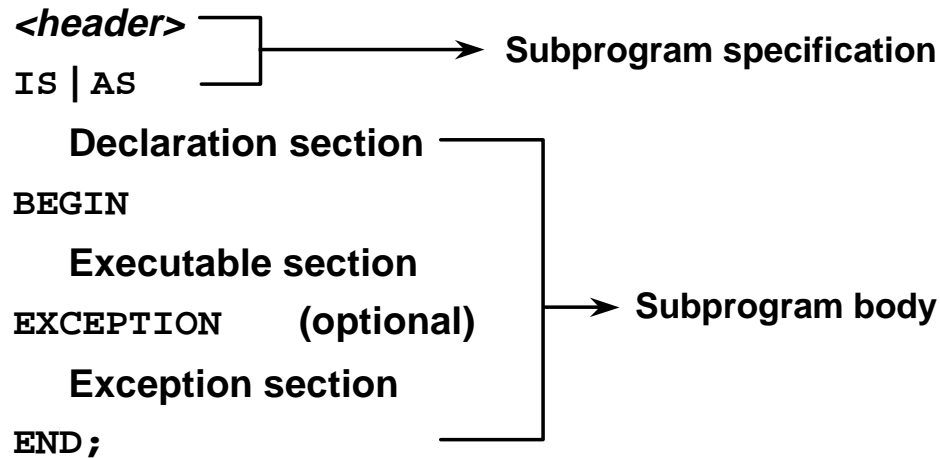 <header>
Subprogram specification
IS | AS
Declaration section
BEGIN
Executable section
EXCEPTION (optional)
Subprogram body
Exception section
END;